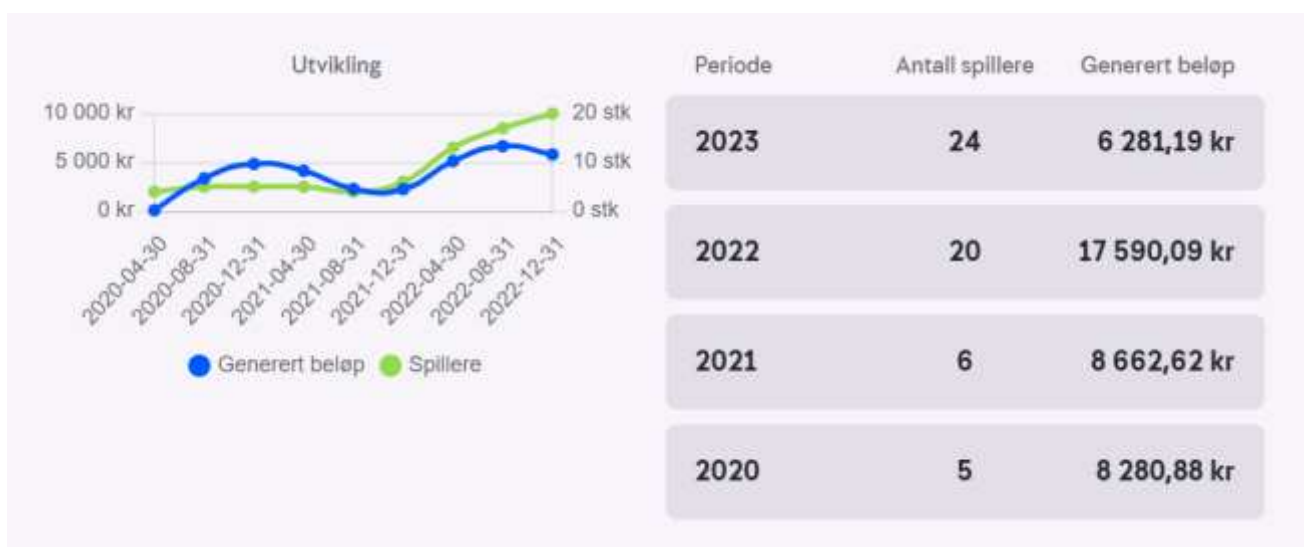 Utvikling
10 000 kr
20 stk
5 000 kr
10 stk
0 kr
0 stk
2020-04-30
2020-08-31
2020-12-31
2021-04-30
2021-08-31
2021-12-31
2022-04-30
2022-08-31
2022-12-31
Generert beløp Spillere
Periode Antall spillere Generert beløp
2023 24 6 281,19 kr
2022 20 17 590,09 kr
2021 6 8 662,62 kr
2020 5 8 280,88 kr